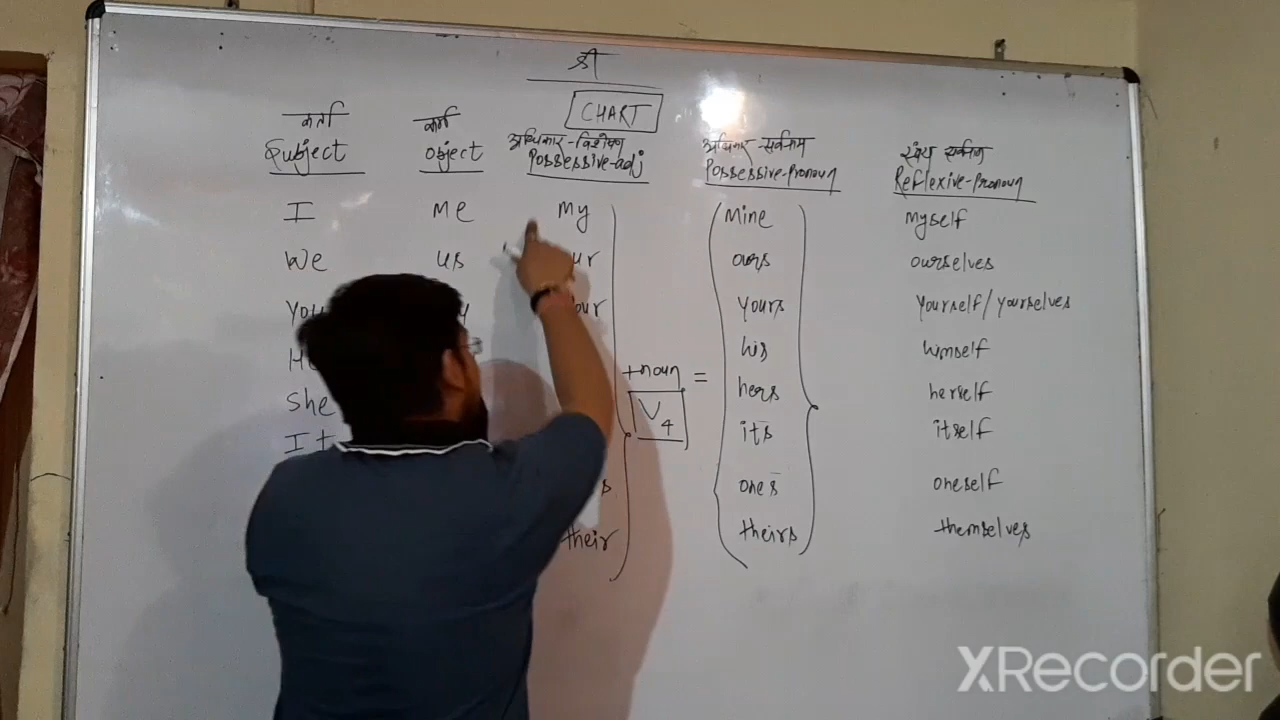 श्री
CHART
कर्ता कर्म अधिकार-विशेषण अधिकार-सर्वनाम स्वंय सर्वनाम
Subject object Possessive-adj Possessive-Pronoun Reflexive-Pronoun
I me my mine myself
we us ours ourselves
yours yourself/yourselves
his himself
+noun =
hers herself
She V4
It its itself
one's oneself
their theirs themselves
XRecorder